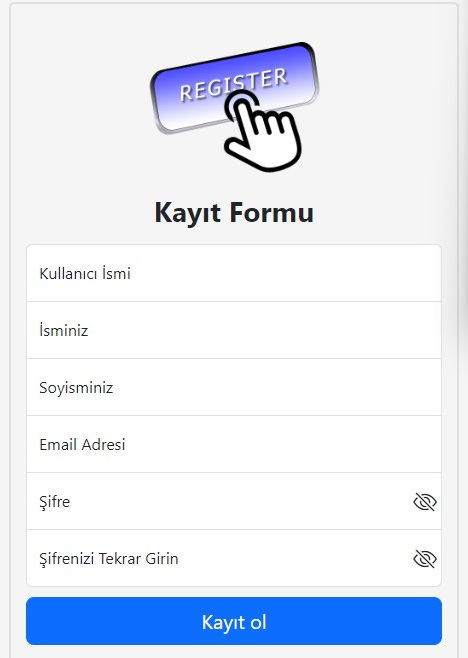 REGISTER
Kayıt Formu
Kullanıcı İsmi
İsminiz
Soyisminiz
Email Adresi
Şifre
Şifrenizi Tekrar Girin
Kayıt ol